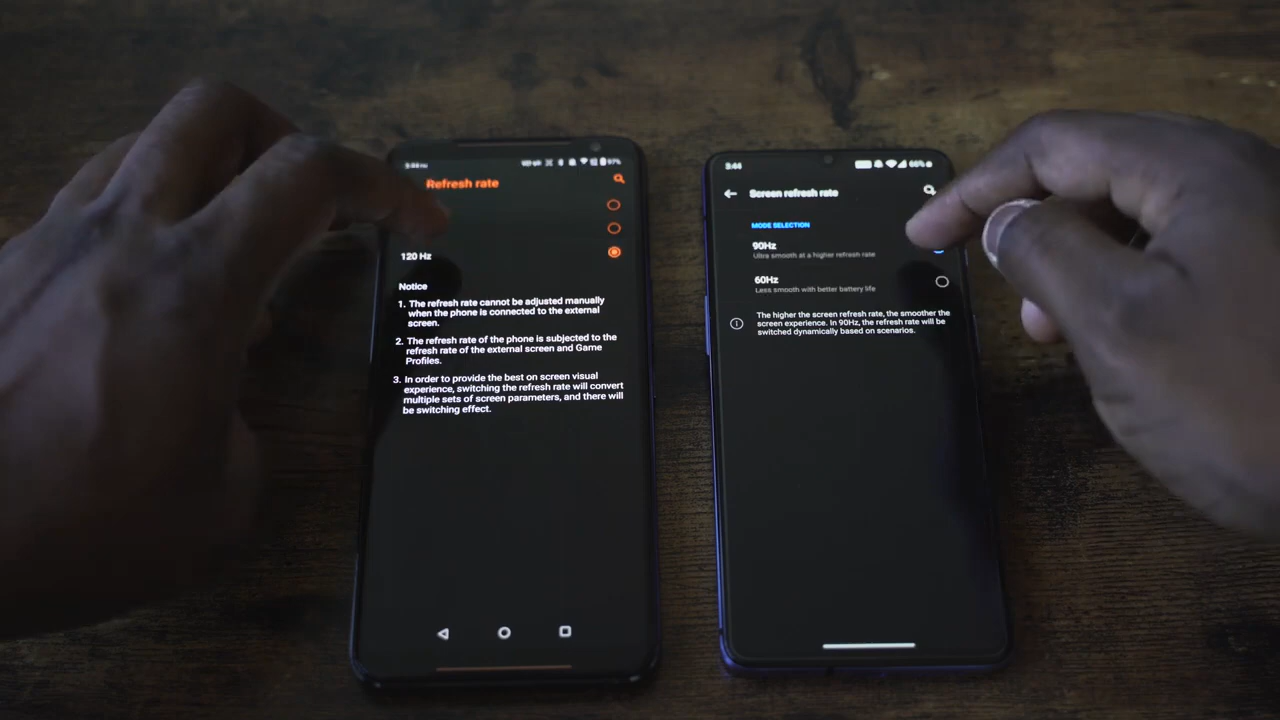 Refresh rate
120 Hz
Notice
1. The refresh rate cannot be adjusted manually
when the phone is connected to the external
screen.
2. The refresh rate of the phone is subjected to the
refresh rate of the external screen and Game
Profiles.
3. In order to provide the best on screen visual
experience, switching the refresh rate will convert
multiple sets of screen parameters, and there will
be switching effect.
5:44
66%
Screen refresh rate
MODE SELECTION
90Hz
Ultra smooth at a higher refresh rate
60Hz
Less smooth with better battery life
The higher the screen refresh rate, the smoother the
screen experience. In 90Hz, the refresh rate will be
switched dynamically based on scenarios.